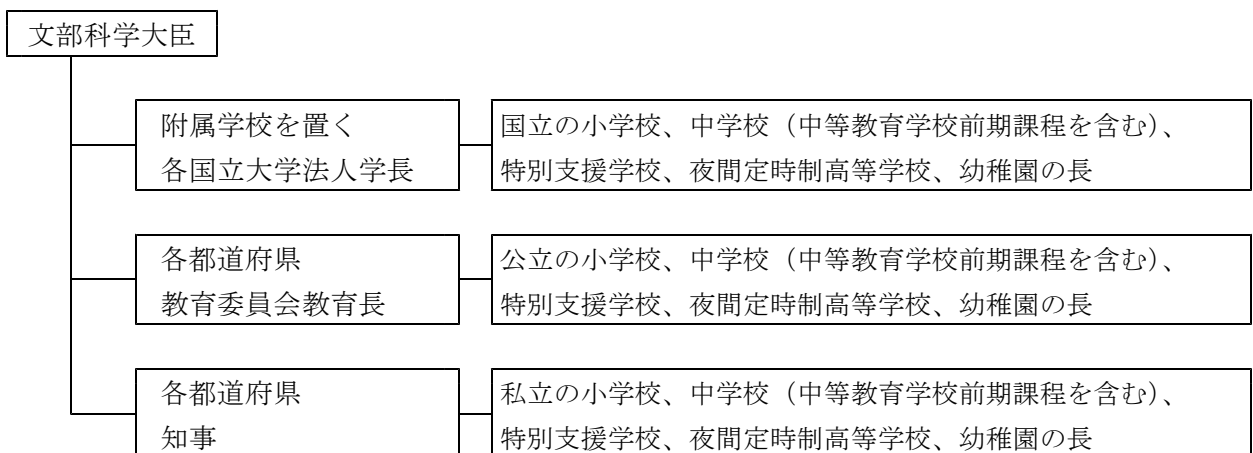 文部科学大臣
附属学校を置く
各国立大学法人学長
国立の小学校、中学校（中等教育学校前期課程を含む）、
特別支援学校、夜間定時制高等学校、幼稚園の長
各都道府県
教育委員会教育長
公立の小学校、中学校（中等教育学校前期課程を含む）、
特別支援学校、夜間定時制高等学校、幼稚園の長
各都道府県
知事
私立の小学校、中学校（中等教育学校前期課程を含む）、
特別支援学校、夜間定時制高等学校、幼稚園の長